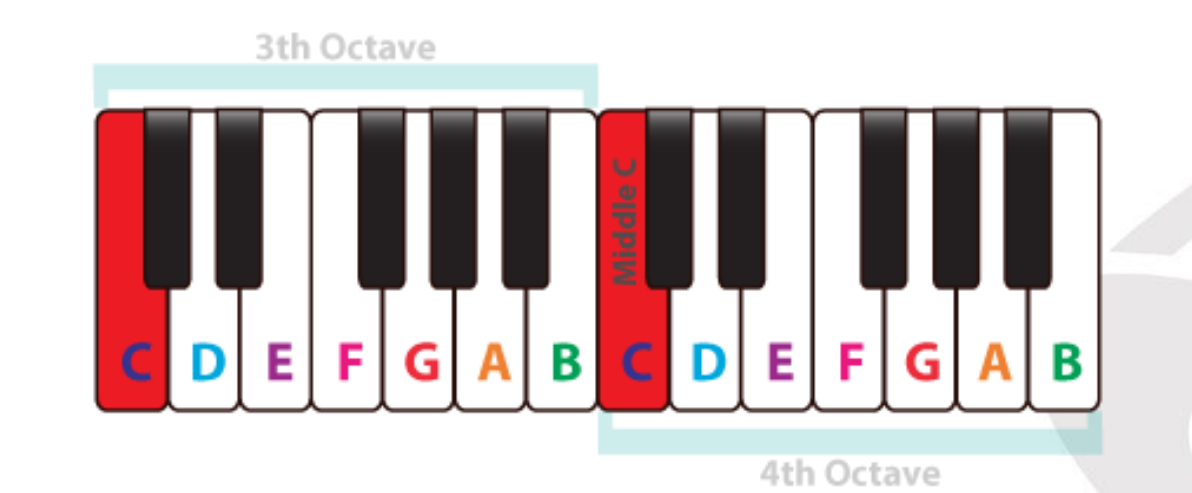 3th Octave
Middle C
C D E F G A B C D E F G A B
4th Octave